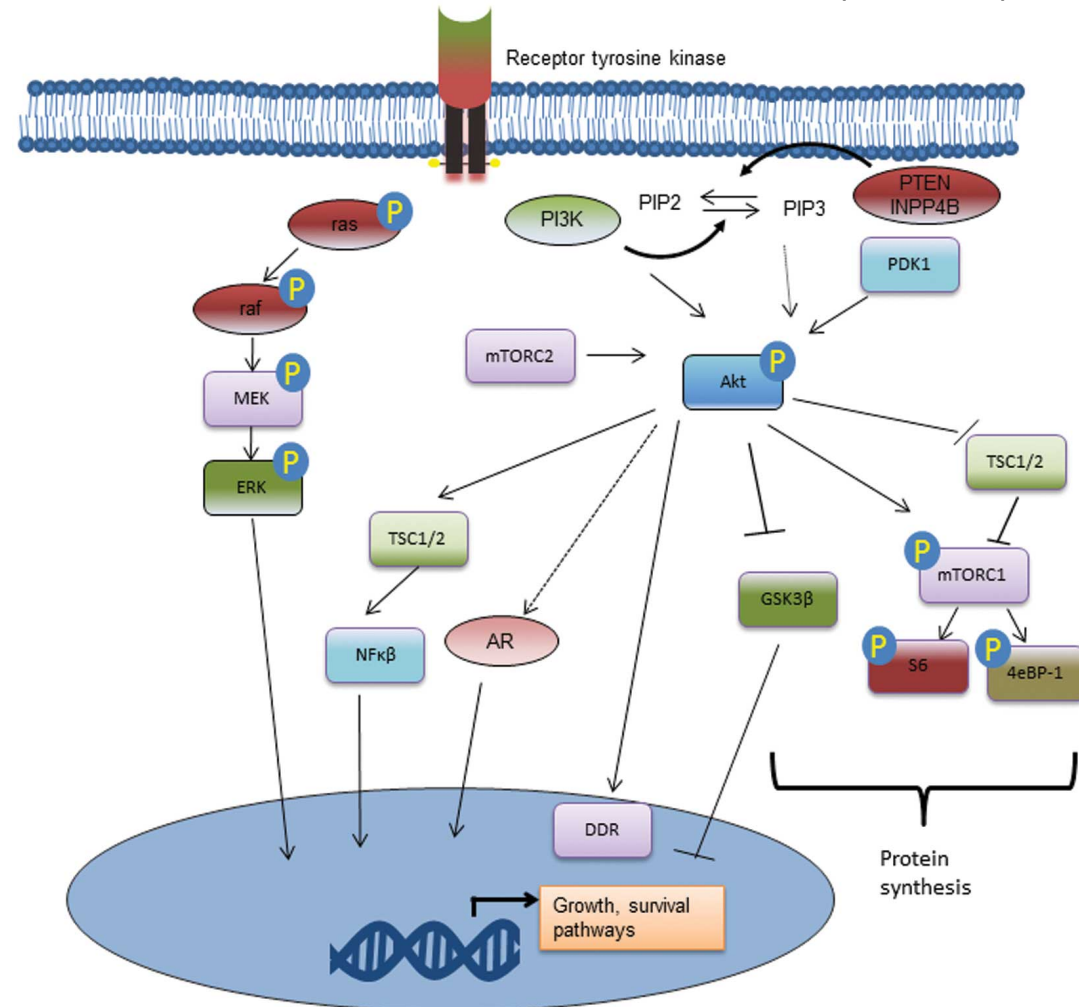 Receptor tyrosine kinase
PTEN
INPP4B
ras
P
PI3K
PIP2
PIP3
PDK1
raf
P
mTORC2
Akt
P
MEK
P
ERK
P
TSC1/2
TSC1/2
P
mTORC1
GSK3β
NFκβ
AR
P
S6
P
4eBP-1
DDR
Protein
synthesis
Growth, survival
pathways